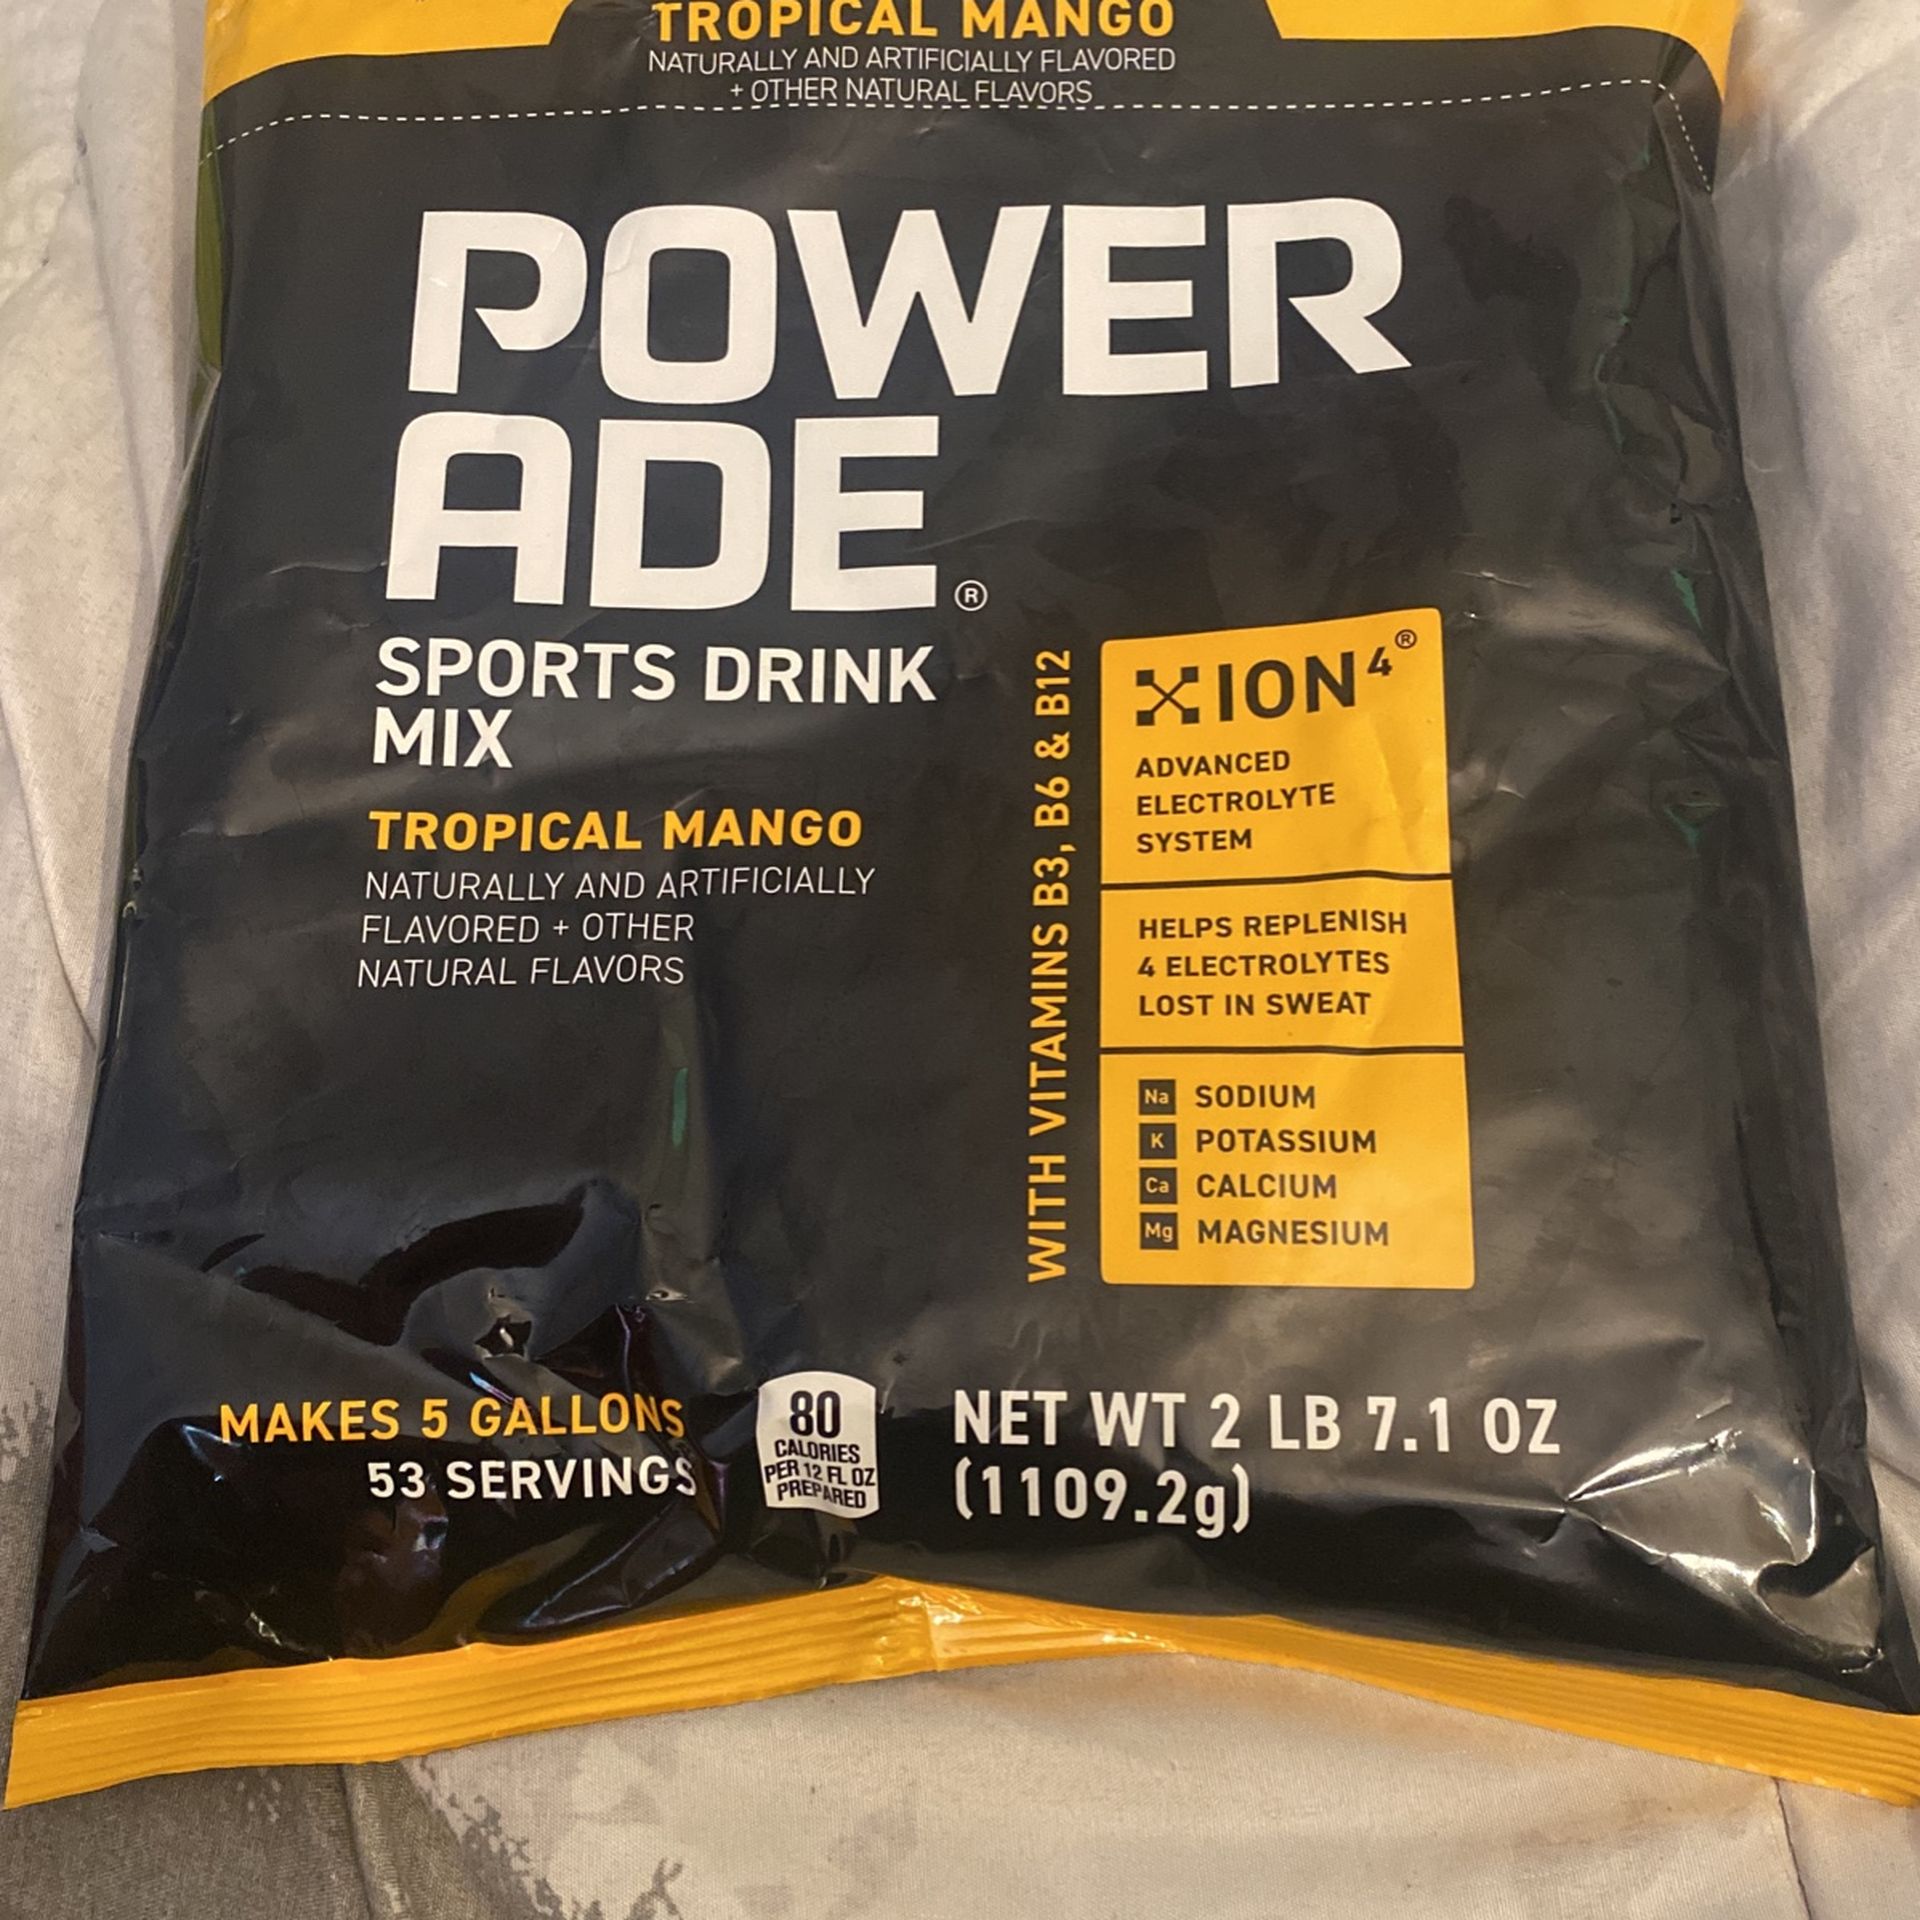 TROPICAL MANGO
NATURALLY AND ARTIFICIALLY FLAVORED
+ OTHER NATURAL FLAVORS
POWER
ADE®
SPORTS DRINK
MIX
TROPICAL MANGO
NATURALLY AND ARTIFICIALLY
FLAVORED + OTHER
NATURAL FLAVORS
WITH VITAMINS B3, B6 & B12
ION4®
ADVANCED
ELECTROLYTE
SYSTEM
HELPS REPLENISH
4 ELECTROLYTES
LOST IN SWEAT
Na SODIUM
K POTASSIUM
Ca CALCIUM
Mg MAGNESIUM
MAKES 5 GALLONS
53 SERVINGS
80
CALORIES
PER 12 FL OZ
PREPARED
NET WT 2 LB 7.1 OZ
(1109.2g)